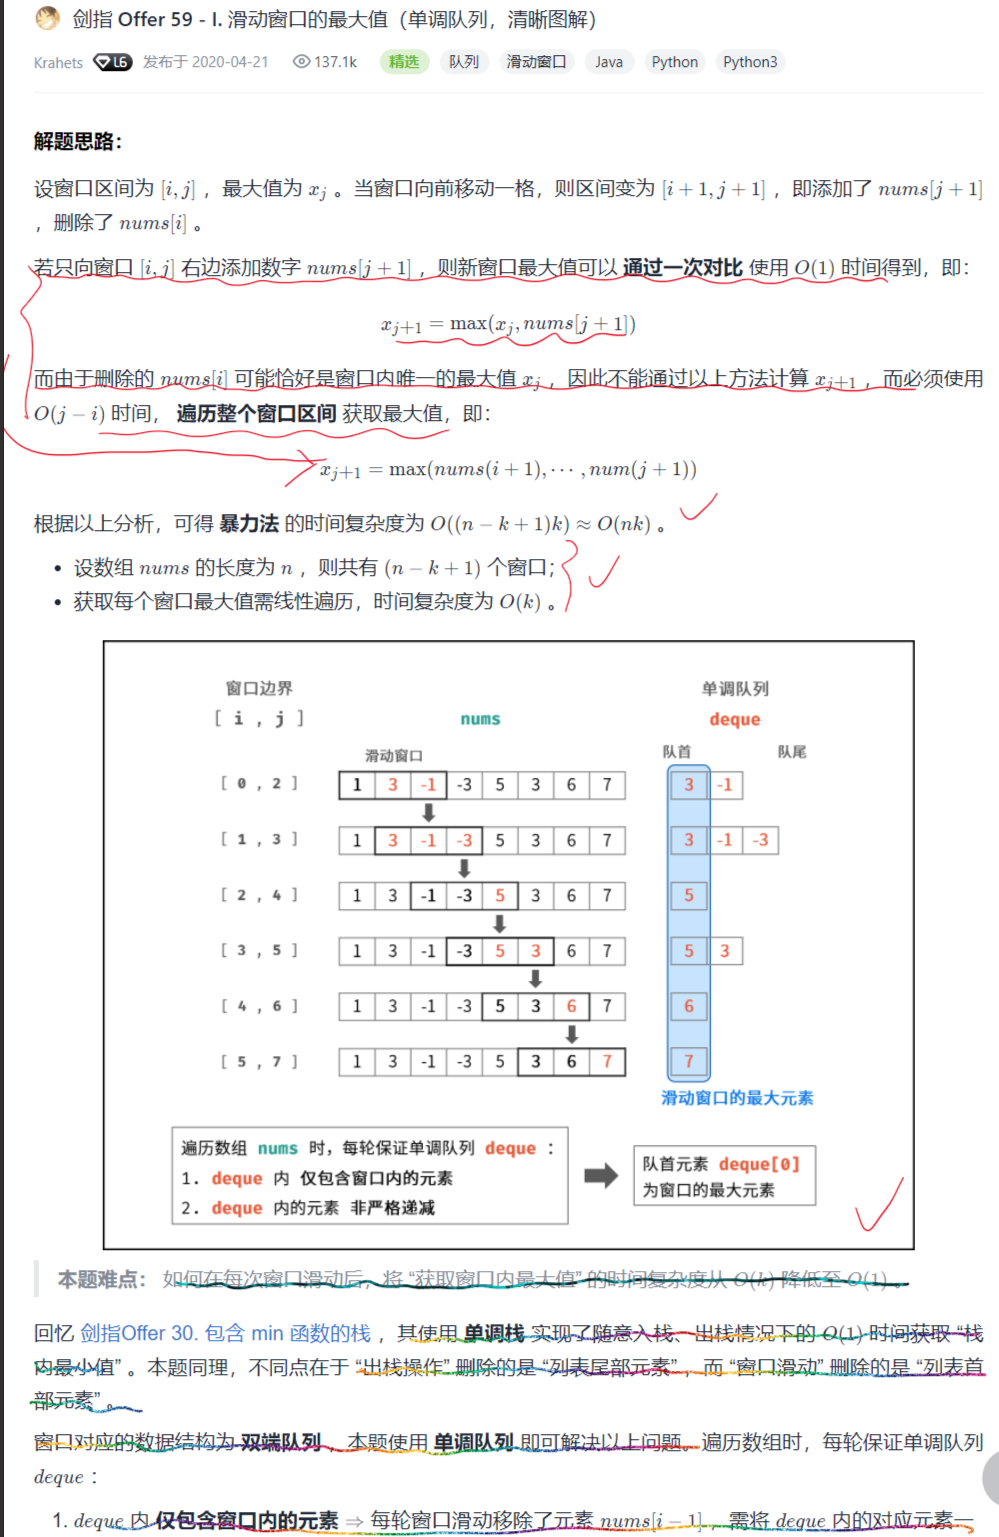 剑指 Offer 59 - I. 滑动窗口的最大值（单调队列，清晰图解）
Krahets L6 发布于 2020-04-21 137.1k 精选 队列 滑动窗口 Java Python Python3
解题思路：
设窗口区间为 [i, j] ，最大值为 xj 。当窗口向前移动一格，则区间变为 [i + 1, j + 1] ，即添加了 nums[j + 1]
，删除了 nums[i] 。
若只向窗口 [i, j] 右边添加数字 nums[j + 1] ，则新窗口最大值可以 通过一次对比 使用 O(1) 时间得到，即：
xj+1 = max(xj, nums[j + 1])
而由于删除的 nums[i] 可能恰好是窗口内唯一的最大值 xj ，因此不能通过以上方法计算 xj+1 ，而必须使用
O(j − i) 时间， 遍历整个窗口区间 获取最大值，即：
xj+1 = max(nums(i + 1), ⋯ , num(j + 1))
根据以上分析，可得 暴力法 的时间复杂度为 O((n − k + 1)k) ≈ O(nk) 。
• 设数组 nums 的长度为 n ，则共有 (n − k + 1) 个窗口；
• 获取每个窗口最大值需线性遍历，时间复杂度为 O(k) 。
窗口边界 单调队列
[ i , j ] nums deque
滑动窗口 队首 队尾
[ 0 , 2 ] 1 3 -1 -3 5 3 6 7 3 -1
[ 1 , 3 ] 1 3 -1 -3 5 3 6 7 3 -1 -3
[ 2 , 4 ] 1 3 -1 -3 5 3 6 7 5
[ 3 , 5 ] 1 3 -1 -3 5 3 6 7 5 3
[ 4 , 6 ] 1 3 -1 -3 5 3 6 7 6
[ 5 , 7 ] 1 3 -1 -3 5 3 6 7 7
滑动窗口的最大元素
遍历数组 nums 时，每轮保证单调队列 deque ：
1. deque 内 仅包含窗口内的元素
2. deque 内的元素 非严格递减
队首元素 deque[0]
为窗口的最大元素
本题难点： 如何在每次窗口滑动后，将 “获取窗口内最大值” 的时间复杂度从 O(k) 降低至 O(1) 。
回忆 剑指Offer 30. 包含 min 函数的栈 ，其使用 单调栈 实现了随意入栈、出栈情况下的 O(1) 时间获取 “栈
内最小值” 。本题同理，不同点在于 “出栈操作” 删除的是 “列表尾部元素” ，而 “窗口滑动” 删除的是 “列表首
部元素” 。
窗口对应的数据结构为 双端队列 ，本题使用 单调队列 即可解决以上问题。遍历数组时，每轮保证单调队列
deque ：
1. deque 内 仅包含窗口内的元素 ⇒ 每轮窗口滑动移除了元素 nums[i − 1] ，需将 deque 内的对应元素一